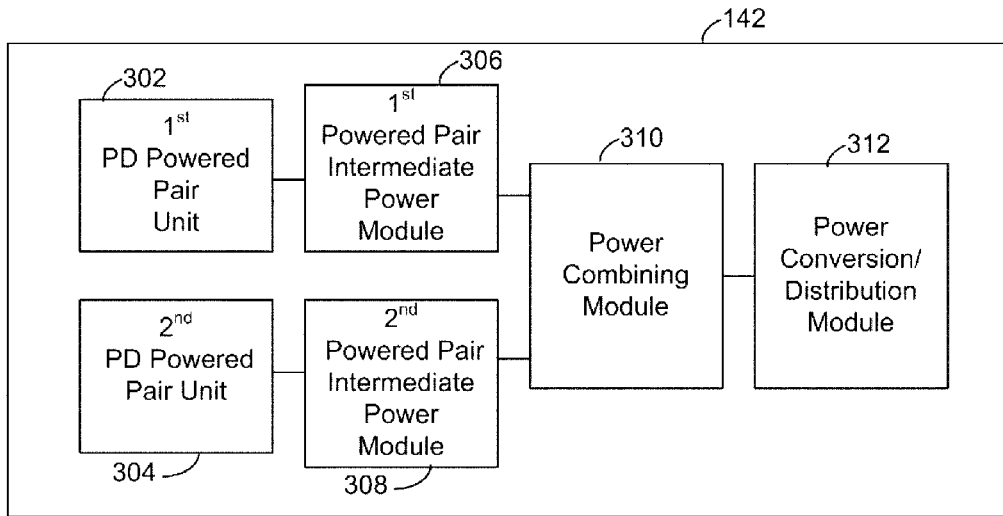 142
302
1st
PD Powered
Pair
Unit
306
1st
Powered Pair
Intermediate
Power
Module
310
Power
Combining
Module
312
Power
Conversion/
Distribution
Module
2nd
PD Powered
Pair Unit
304
2nd
Powered Pair
Intermediate
Power
Module
308